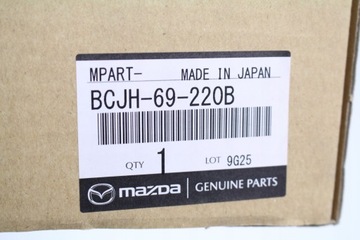 MPART- MADE IN JAPAN
BCJH-69-220B
QTY 1 LOT 9G25
mazda GENUINE PARTS